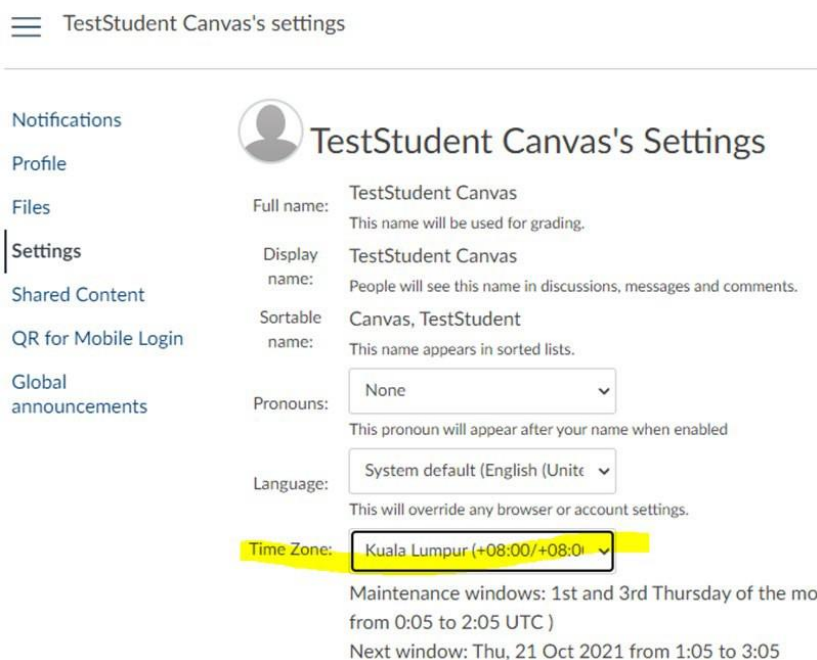 TestStudent Canvas's settings
Notifications
Profile
Files
Settings
Shared Content
QR for Mobile Login
Global
announcements
TestStudent Canvas's Settings
Full name:
TestStudent Canvas
This name will be used for grading.
Display
name:
TestStudent Canvas
People will see this name in discussions, messages and comments.
Sortable
name:
Canvas, TestStudent
This name appears in sorted lists.
Pronouns:
None
This pronoun will appear after your name when enabled
Language:
System default (English (Unite
This will override any browser or account settings.
Time Zone:
Kuala Lumpur (+08:00/+08:0
Maintenance windows: 1st and 3rd Thursday of the mo
from 0:05 to 2:05 UTC )
Next window: Thu, 21 Oct 2021 from 1:05 to 3:05